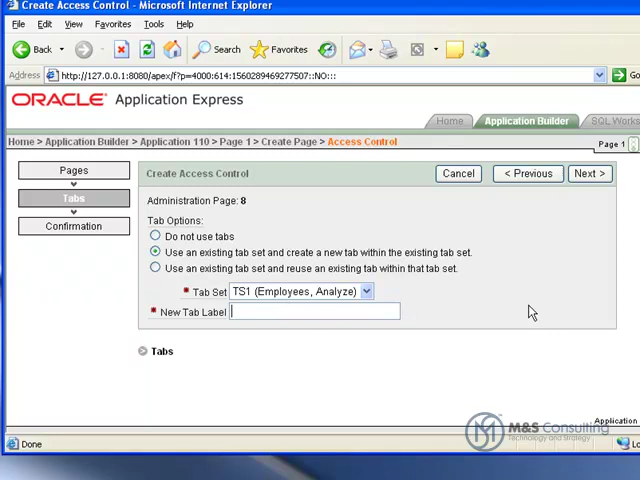 Create Access Control - Microsoft Internet Explorer
File Edit View Favorites Tools Help
Back Search Favorites
Address http://127.0.0.1:8080/apex/f?p=4000:614:1560289469277507::NO::: Go
ORACLE Application Express
Home Application Builder SQL Works
Home > Application Builder > Application 110 > Page 1 > Create Page > Access Control Page 1
Pages
Tabs
Confirmation
Create Access Control Cancel < Previous Next >
Administration Page: 8
Tab Options:
Do not use tabs
Use an existing tab set and create a new tab within the existing tab set.
Use an existing tab set and reuse an existing tab within that tab set.
* Tab Set TS1 (Employees, Analyze)
* New Tab Label
Tabs
Application
M&S Consulting
Technology and Strategy
Done Lo